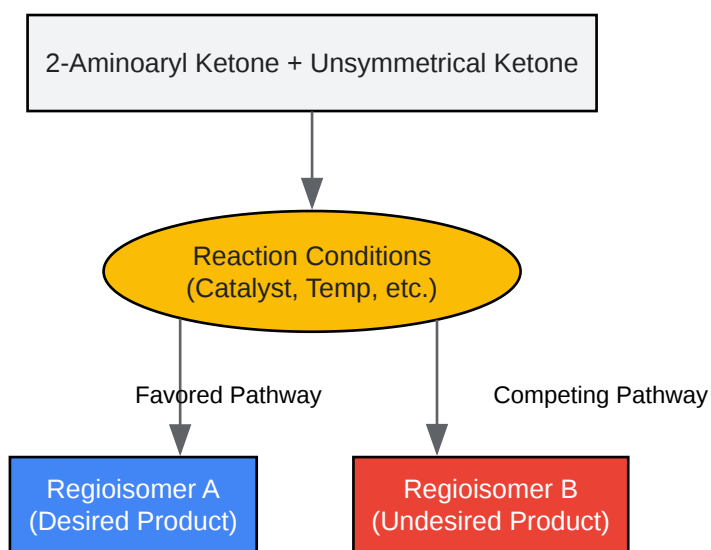 2-Aminoaryl Ketone + Unsymmetrical Ketone
Reaction Conditions
(Catalyst, Temp, etc.)
Favored Pathway
Competing Pathway
Regioisomer A
(Desired Product)
Regioisomer B
(Undesired Product)